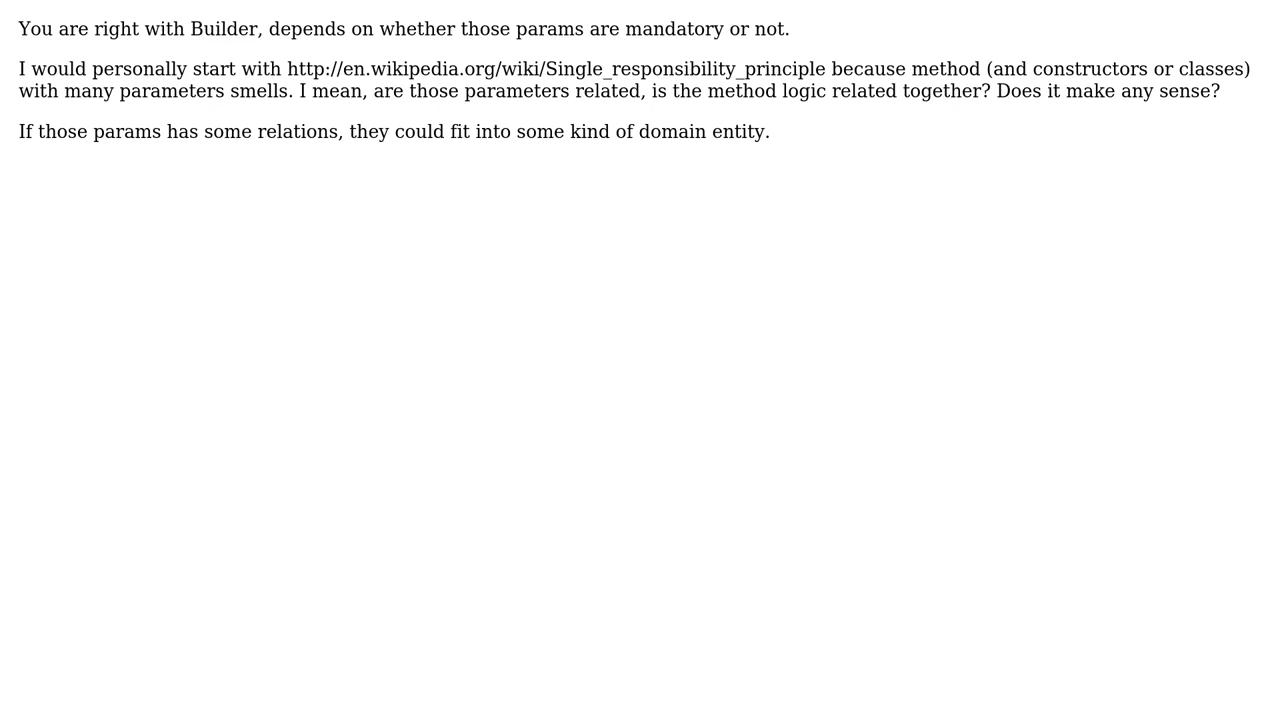 You are right with Builder, depends on whether those params are mandatory or not.
I would personally start with http://en.wikipedia.org/wiki/Single_responsibility_principle because method (and constructors or classes)
with many parameters smells. I mean, are those parameters related, is the method logic related together? Does it make any sense?
If those params has some relations, they could fit into some kind of domain entity.